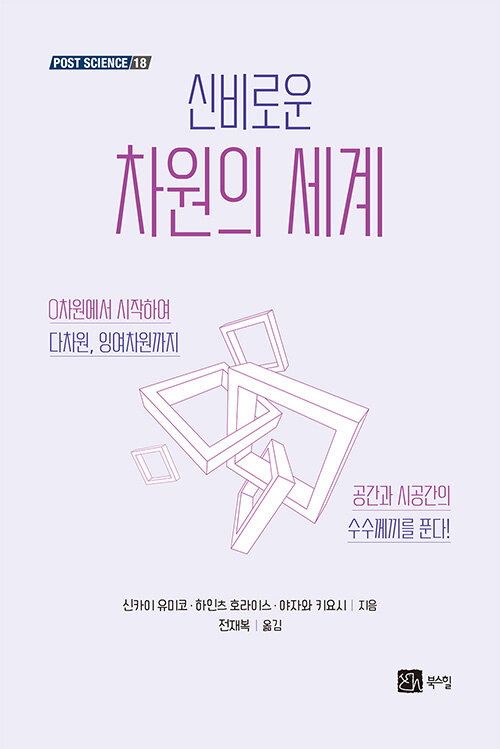 POST SCIENCE/18
신비로운
차원의 세계
0차원에서 시작하여
다차원, 잉여차원까지
공간과 시공간의
수수께끼를 푼다!
신카이 유미코·하인츠 호라이스·야자와 키요시 | 지음
전재복 | 옮김
북스힐